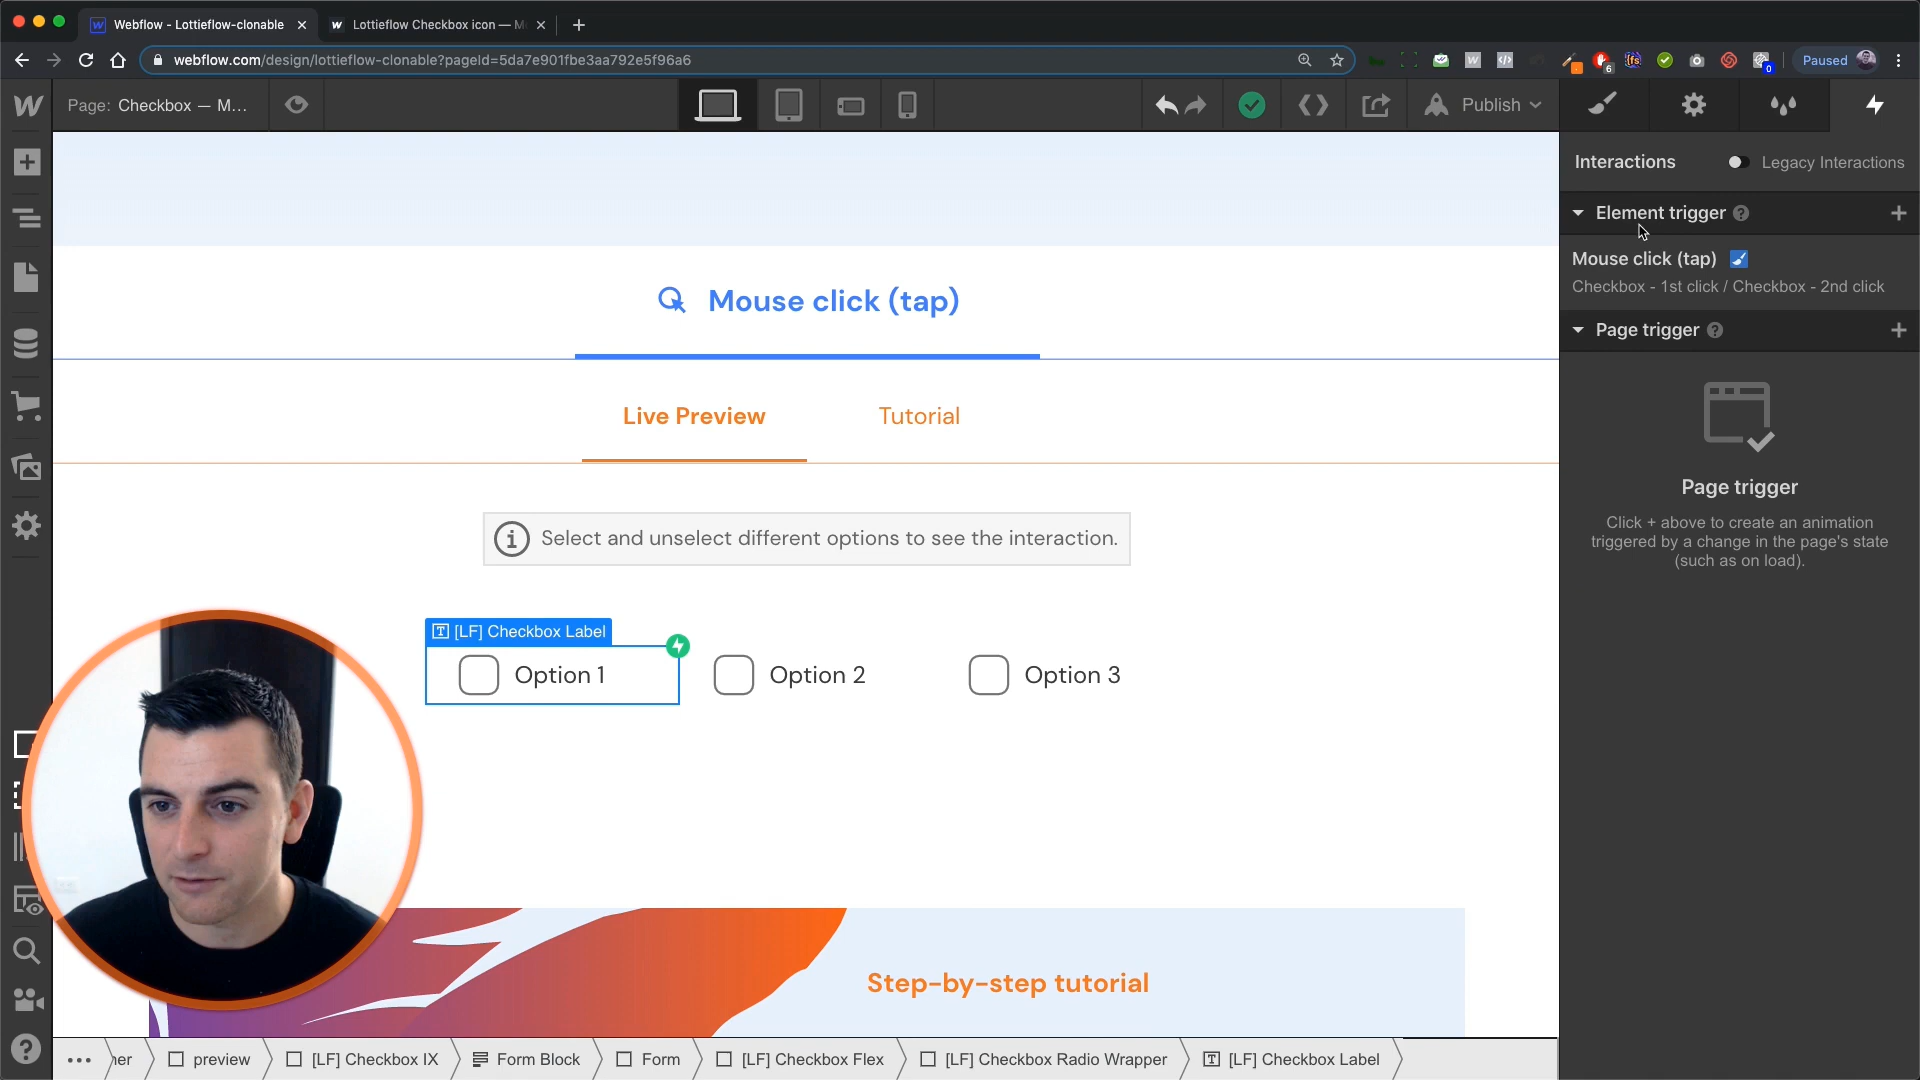 Webflow - Lottieflow-clonable
Lottieflow Checkbox icon — M
webflow.com/design/lottieflow-clonable?pageId=5da7e901fbe3aa792e5f96a6
6
{fs
0
Paused
Page: Checkbox — M...
Publish
Interactions
Legacy Interactions
Element trigger
Mouse click (tap)
Checkbox - 1st click / Checkbox - 2nd click
Page trigger
Page trigger
Click + above to create an animation
triggered by a change in the page's state
(such as on load).
Mouse click (tap)
Live Preview
Tutorial
Select and unselect different options to see the interaction.
[LF] Checkbox Label
Option 1
Option 2
Option 3
Step-by-step tutorial
ner
preview
[LF] Checkbox IX
Form Block
Form
[LF] Checkbox Flex
[LF] Checkbox Radio Wrapper
[LF] Checkbox Label